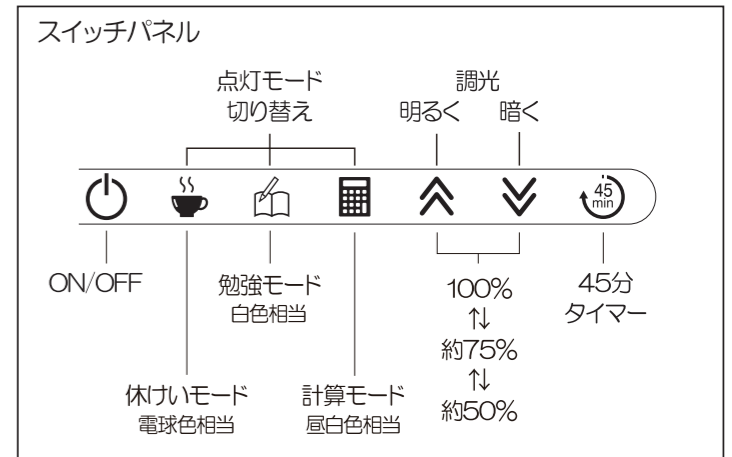 スイッチパネル
点灯モード
切り替え
調光
明るく 暗く
45
min
ON/OFF
勉強モード
白色相当
休けいモード
電球色相当
計算モード
昼白色相当
100%
↑↓
約75%
↑↓
約50%
45分
タイマー